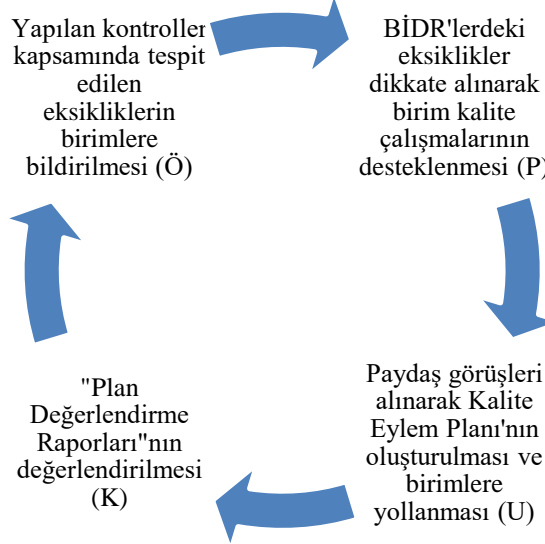 Yapılan kontroller
kapsamında tespit
edilen
eksikliklerin
birimlere
bildirilmesi (Ö)
BİDR'lerdeki
eksiklikler
dikkate alınarak
birim kalite
çalışmalarının
desteklenmesi (P)
Paydaş görüşleri
alınarak Kalite
Eylem Planı'nın
oluşturulması ve
birimlere
yollanması (U)
"Plan
Değerlendirme
Raporları"nın
değerlendirilmesi
(K)